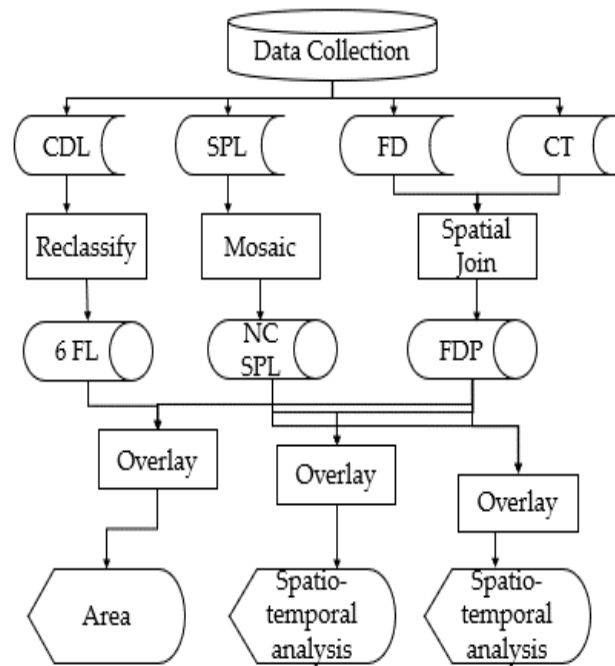 Data Collection
CDL
SPL
FD
CT
Reclassify
Mosaic
Spatial
Join
6 FL
NC
SPL
FDP
Overlay
Overlay
Overlay
Area
Spatio-
temporal
analysis
Spatio-
temporal
analysis